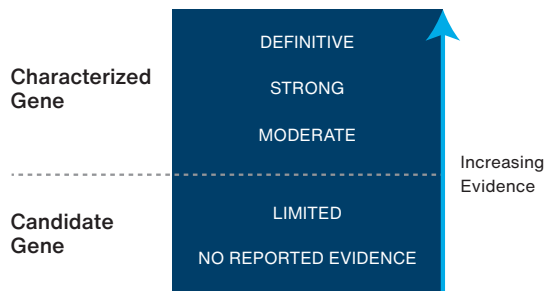 DEFINITIVE
Characterized
Gene
STRONG
MODERATE
Increasing
Evidence
Candidate
Gene
LIMITED
NO REPORTED EVIDENCE